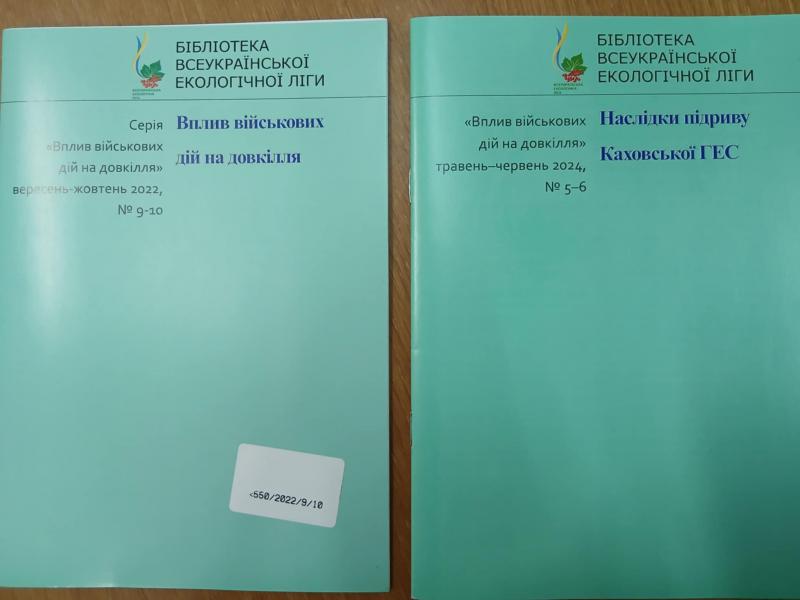 БІБЛІОТЕКА
ВСЕУКРАЇНСЬКОЇ
ЕКОЛОГІЧНОЇ ЛІГИ
Серія
«Вплив військових
дій на довкілля»
вересень-жовтень 2022,
№ 9-10
Вплив військових
дій на довкілля
<550/2022/9/10
БІБЛІОТЕКА
ВСЕУКРАЇНСЬКОЇ
ЕКОЛОГІЧНОЇ ЛІГИ
«Вплив військових
дій на довкілля»
травень–червень 2024,
№ 5–6
Наслідки підриву
Каховської ГЕС